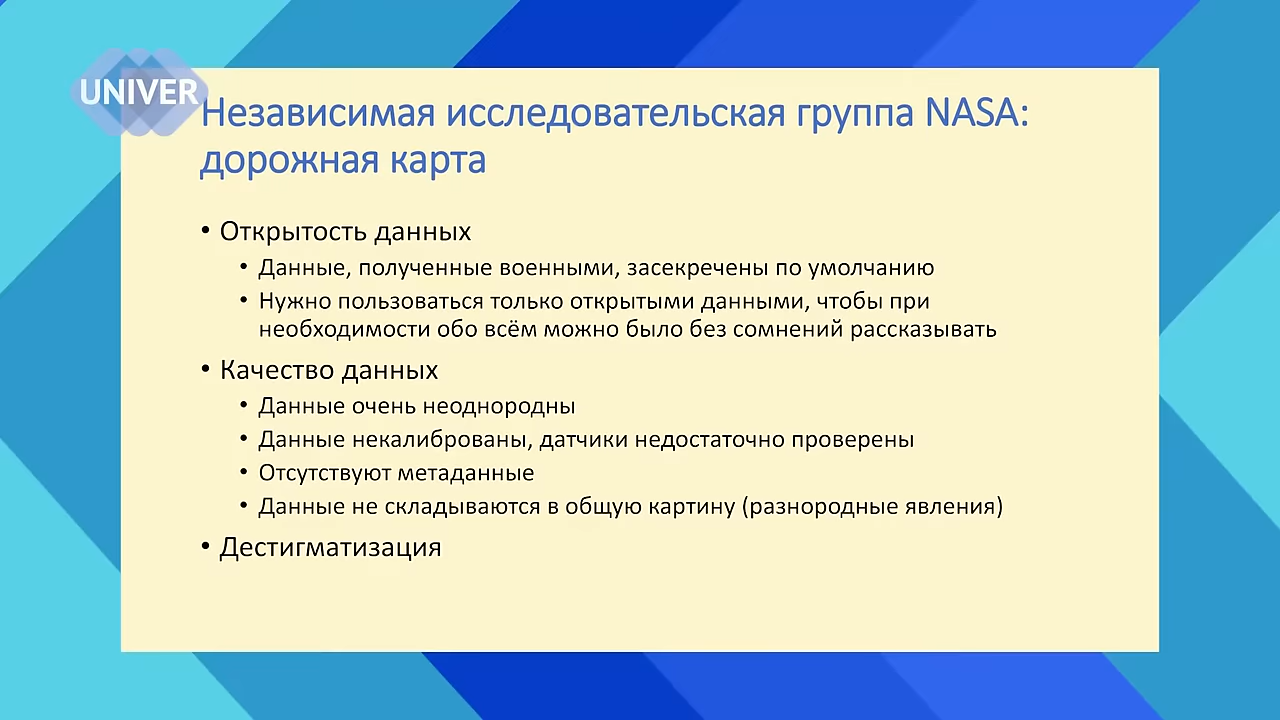 UNIVER
Независимая исследовательская группа NASA:
дорожная карта
• Открытость данных
• Данные, полученные военными, засекречены по умолчанию
• Нужно пользоваться только открытыми данными, чтобы при
необходимости обо всём можно было без сомнений рассказывать
• Качество данных
• Данные очень неоднородны
• Данные некалиброваны, датчики недостаточно проверены
• Отсутствуют метаданные
• Данные не складываются в общую картину (разнородные явления)
• Дестигматизация